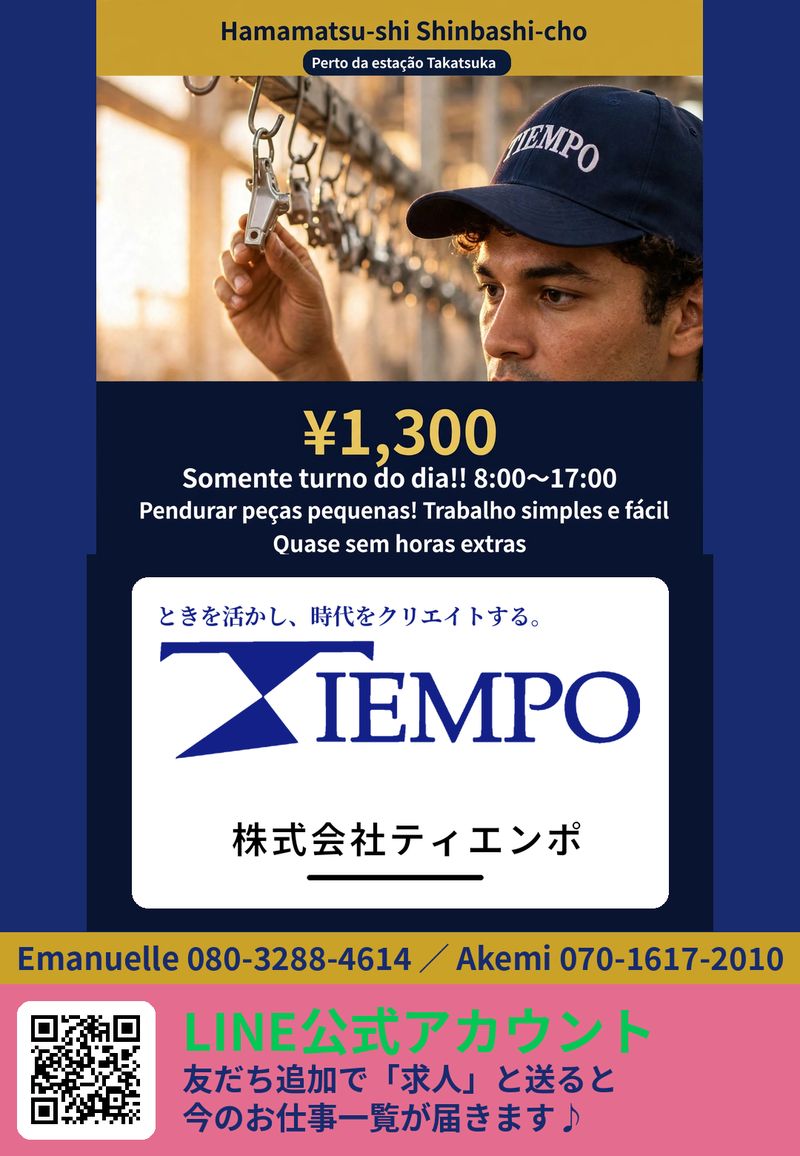 Hamamatsu-shi Shinbashi-cho
Perto da estação Takatsuka
TIEMPO
¥1,300
Somente turno do dia!! 8:00～17:00
Pendurar peças pequenas! Trabalho simples e fácil
Quase sem horas extras
ときを活かし、時代をクリエイトする。
TIEMPO
株式会社ティエンポ
Emanuelle 080-3288-4614 ／ Akemi 070-1617-2010
LINE公式アカウント
友だち追加で「求人」と送ると
今のお仕事一覧が届きます♪